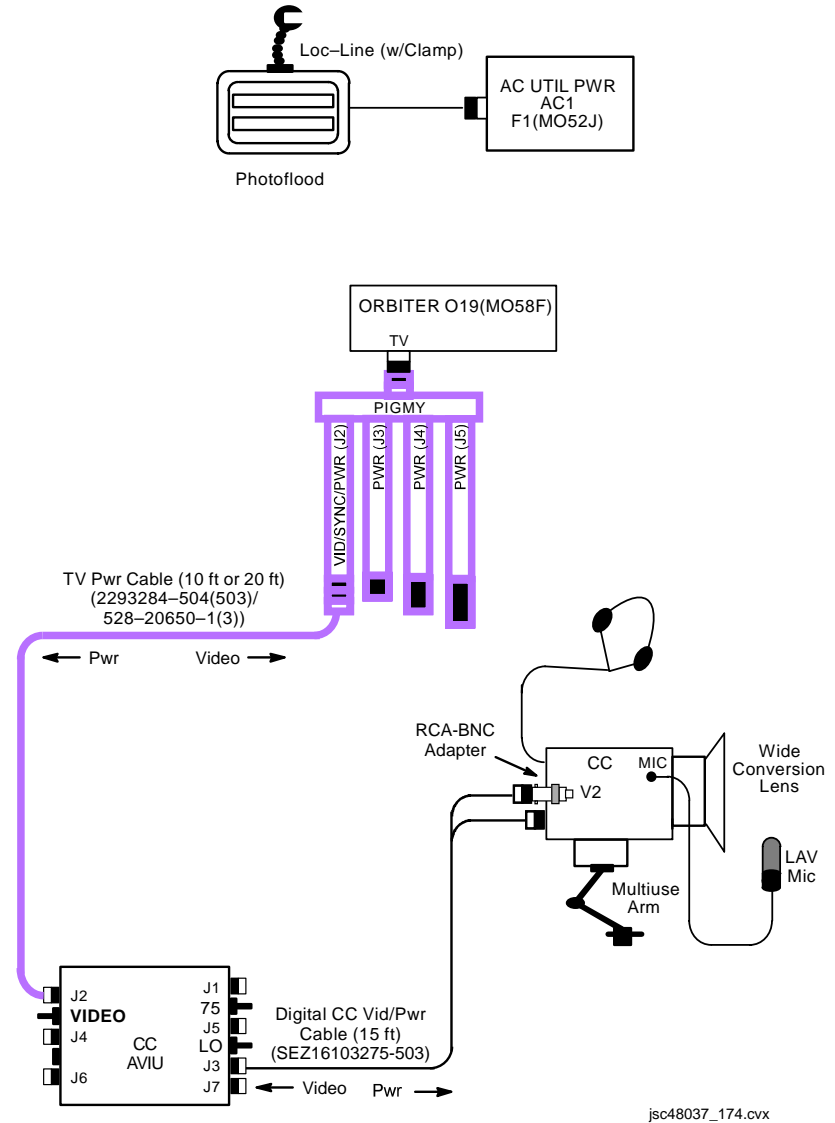 Loc–Line (w/Clamp)
AC UTIL PWR
AC1
F1(MO52J)
Photoflood
ORBITER O19(MO58F)
TV
PIGMY
VID/SYNC/PWR (J2)
PWR (J3)
PWR (J4)
PWR (J5)
TV Pwr Cable (10 ft or 20 ft)
(2293284–504(503)/
528–20650–1(3))
Pwr
Video
RCA-BNC
Adapter
CC
MIC
V2
Wide
Conversion
Lens
LAV
Mic
Multiuse
Arm
J2
VIDEO
J4
J6
CC
AVIU
J1
75
J5
LO
J3
J7
Digital CC Vid/Pwr
Cable (15 ft)
(SEZ16103275-503)
Video
Pwr
jsc48037_174.cvx